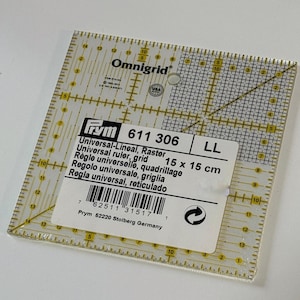 Omnigrid®
Prym
611 306
LL
Universal-Lineal, Raster
Universal ruler, grid
15 x 15 cm
Règle universelle, quadrillage
Regolo universale, griglia
Regla universal, reticulado
Prym 52220 Stolberg Germany